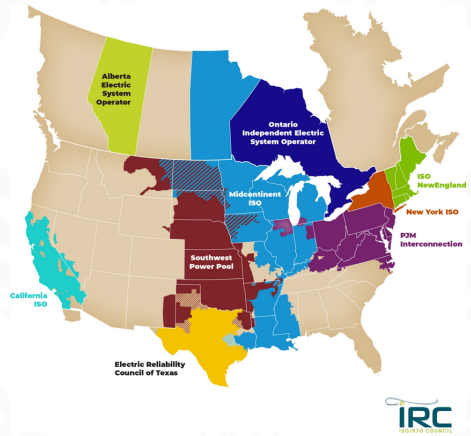 Alberta
Electric
System
Operator
Ontario
Independent Electric
System Operator
Midcontinent
ISO
ISO
NewEngland
New York ISO
PJM
Interconnection
Southwest
Power Pool
California
ISO
Electric Reliability
Council of Texas
iRC
ISO/RTO COUNCIL